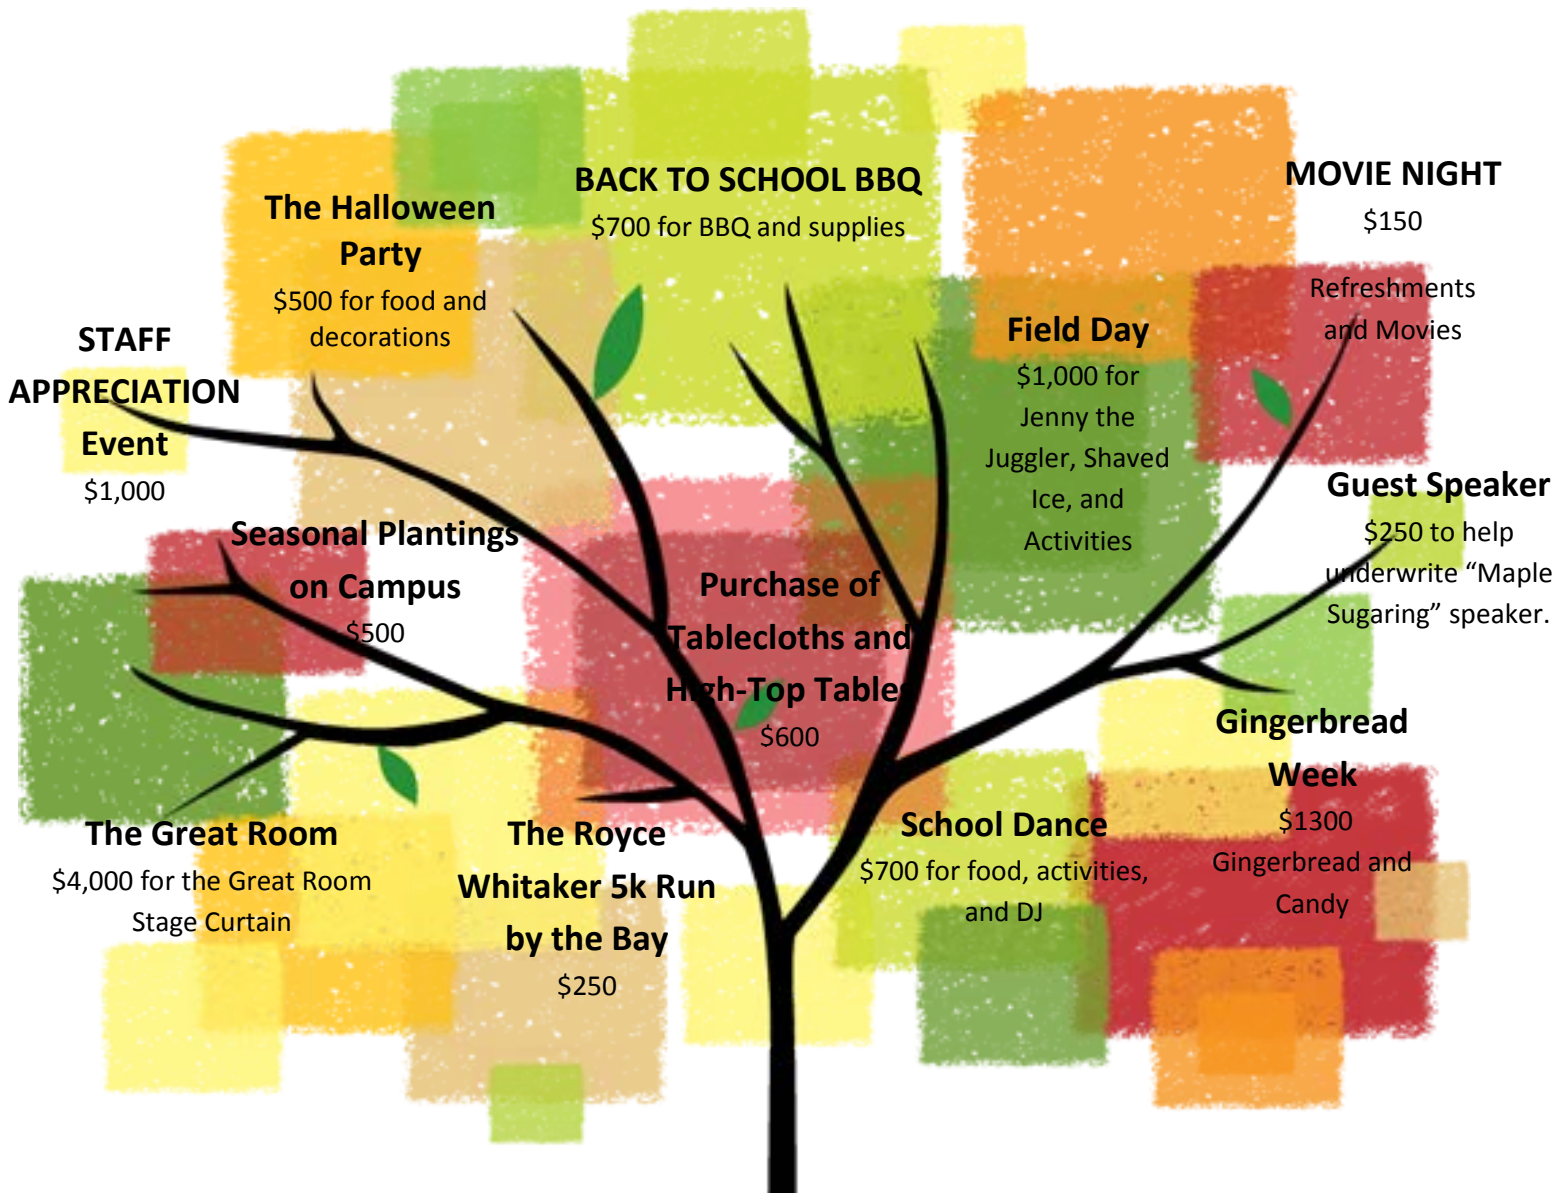 BACK TO SCHOOL BBQ
$700 for BBQ and supplies
MOVIE NIGHT
$150
Refreshments
and Movies
The Halloween
Party
$500 for food and
decorations
STAFF
APPRECIATION
Event
$1,000
Field Day
$1,000 for
Jenny the
Juggler, Shaved
Ice, and
Activities
Guest Speaker
$250 to help
underwrite “Maple
Sugaring” speaker.
Seasonal Plantings
on Campus
$500
Purchase of
Tablecloths and
High-Top Tables
$600
Gingerbread
Week
$1300
Gingerbread and
Candy
The Great Room
$4,000 for the Great Room
Stage Curtain
The Royce
Whitaker 5k Run
by the Bay
$250
School Dance
$700 for food, activities,
and DJ